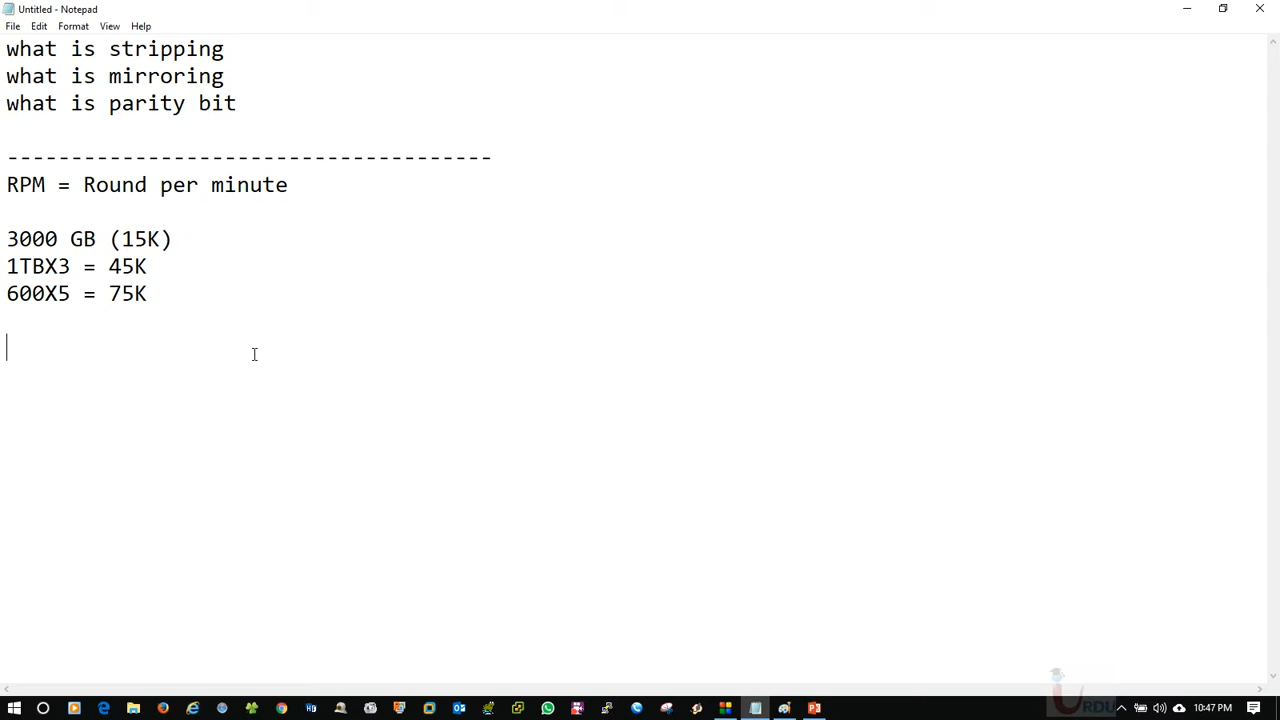 Untitled - Notepad
File Edit Format View Help
what is stripping
what is mirroring
what is parity bit
--------------------------------------
RPM = Round per minute
3000 GB (15K)
1TBX3 = 45K
600X5 = 75K
URDU
10:47 PM